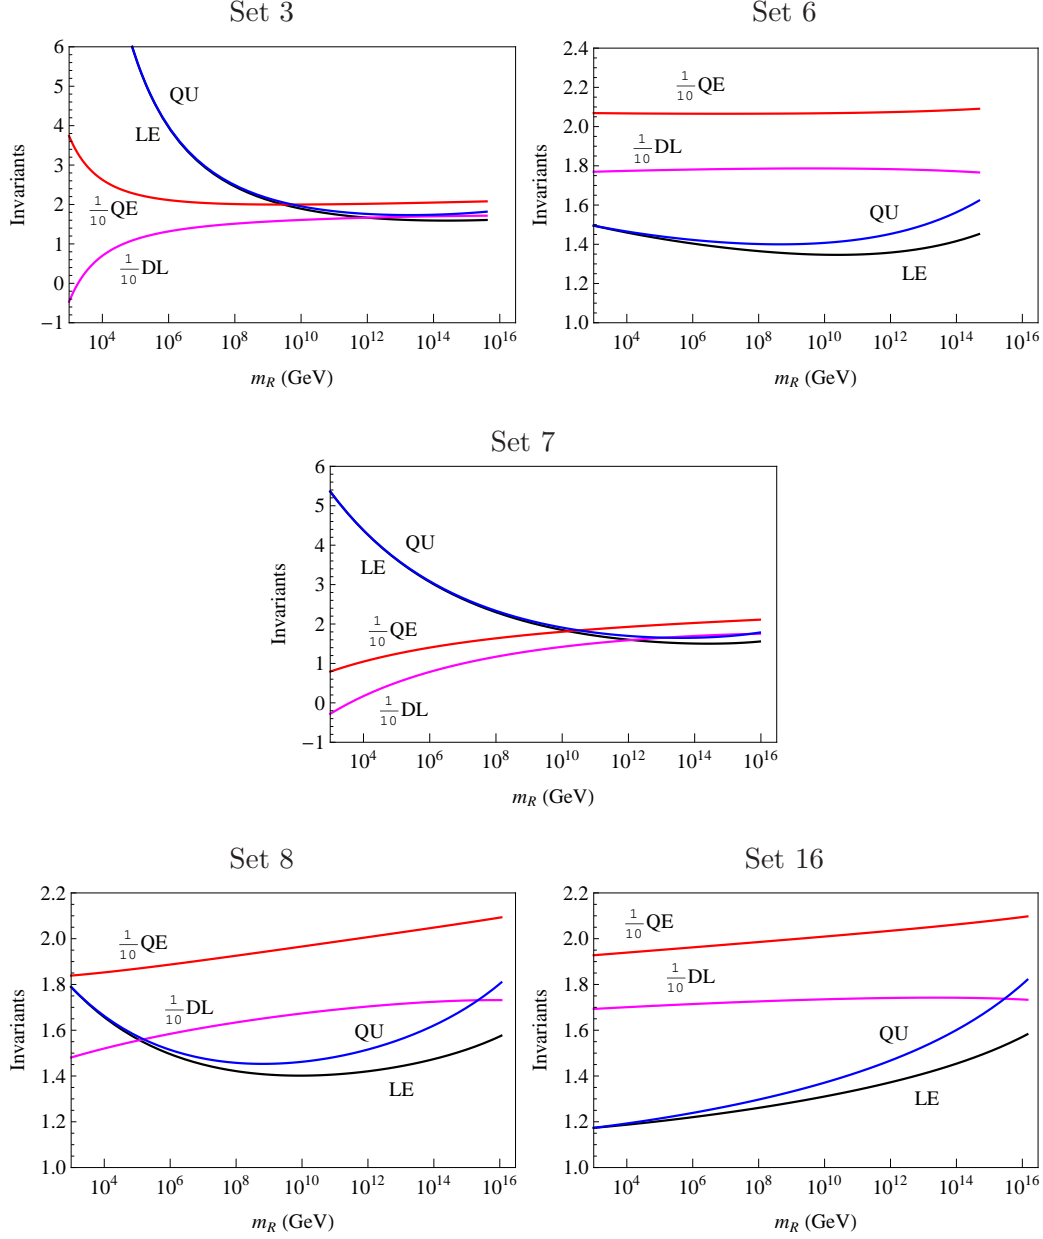 Set 3
6
5
4
3
2
1
0
−1
Invariants
QU
LE
1/10 QE
1/10 DL
10^4 10^6 10^8 10^10 10^12 10^14 10^16
m_R (GeV)
Set 6
2.4
2.2
2.0
1.8
1.6
1.4
1.2
1.0
Invariants
1/10 QE
1/10 DL
QU
LE
10^4 10^6 10^8 10^10 10^12 10^14 10^16
m_R (GeV)
Set 7
6
5
4
3
2
1
0
−1
Invariants
QU
LE
1/10 QE
1/10 DL
10^4 10^6 10^8 10^10 10^12 10^14 10^16
m_R (GeV)
Set 8
2.2
2.0
1.8
1.6
1.4
1.2
1.0
Invariants
1/10 QE
1/10 DL
QU
LE
10^4 10^6 10^8 10^10 10^12 10^14 10^16
m_R (GeV)
Set 16
2.2
2.0
1.8
1.6
1.4
1.2
1.0
Invariants
1/10 QE
1/10 DL
QU
LE
10^4 10^6 10^8 10^10 10^12 10^14 10^16
m_R (GeV)